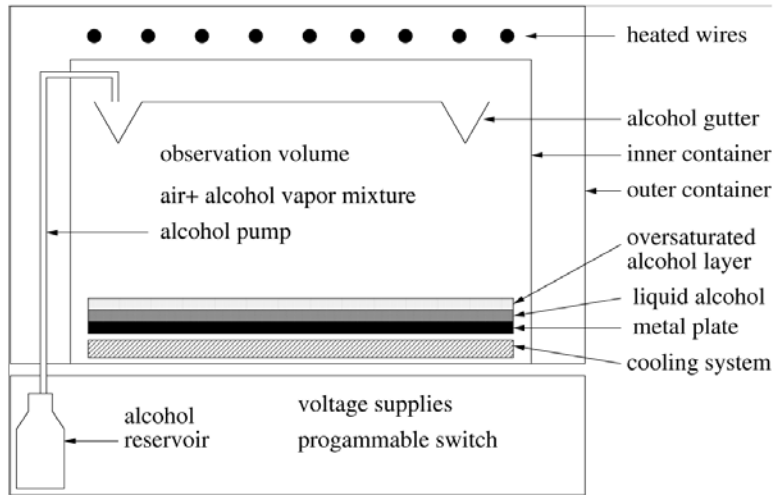 heated wires
alcohol gutter
observation volume
inner container
air+ alcohol vapor mixture
outer container
alcohol pump
oversaturated
alcohol layer
liquid alcohol
metal plate
cooling system
alcohol
reservoir
voltage supplies
progammable switch